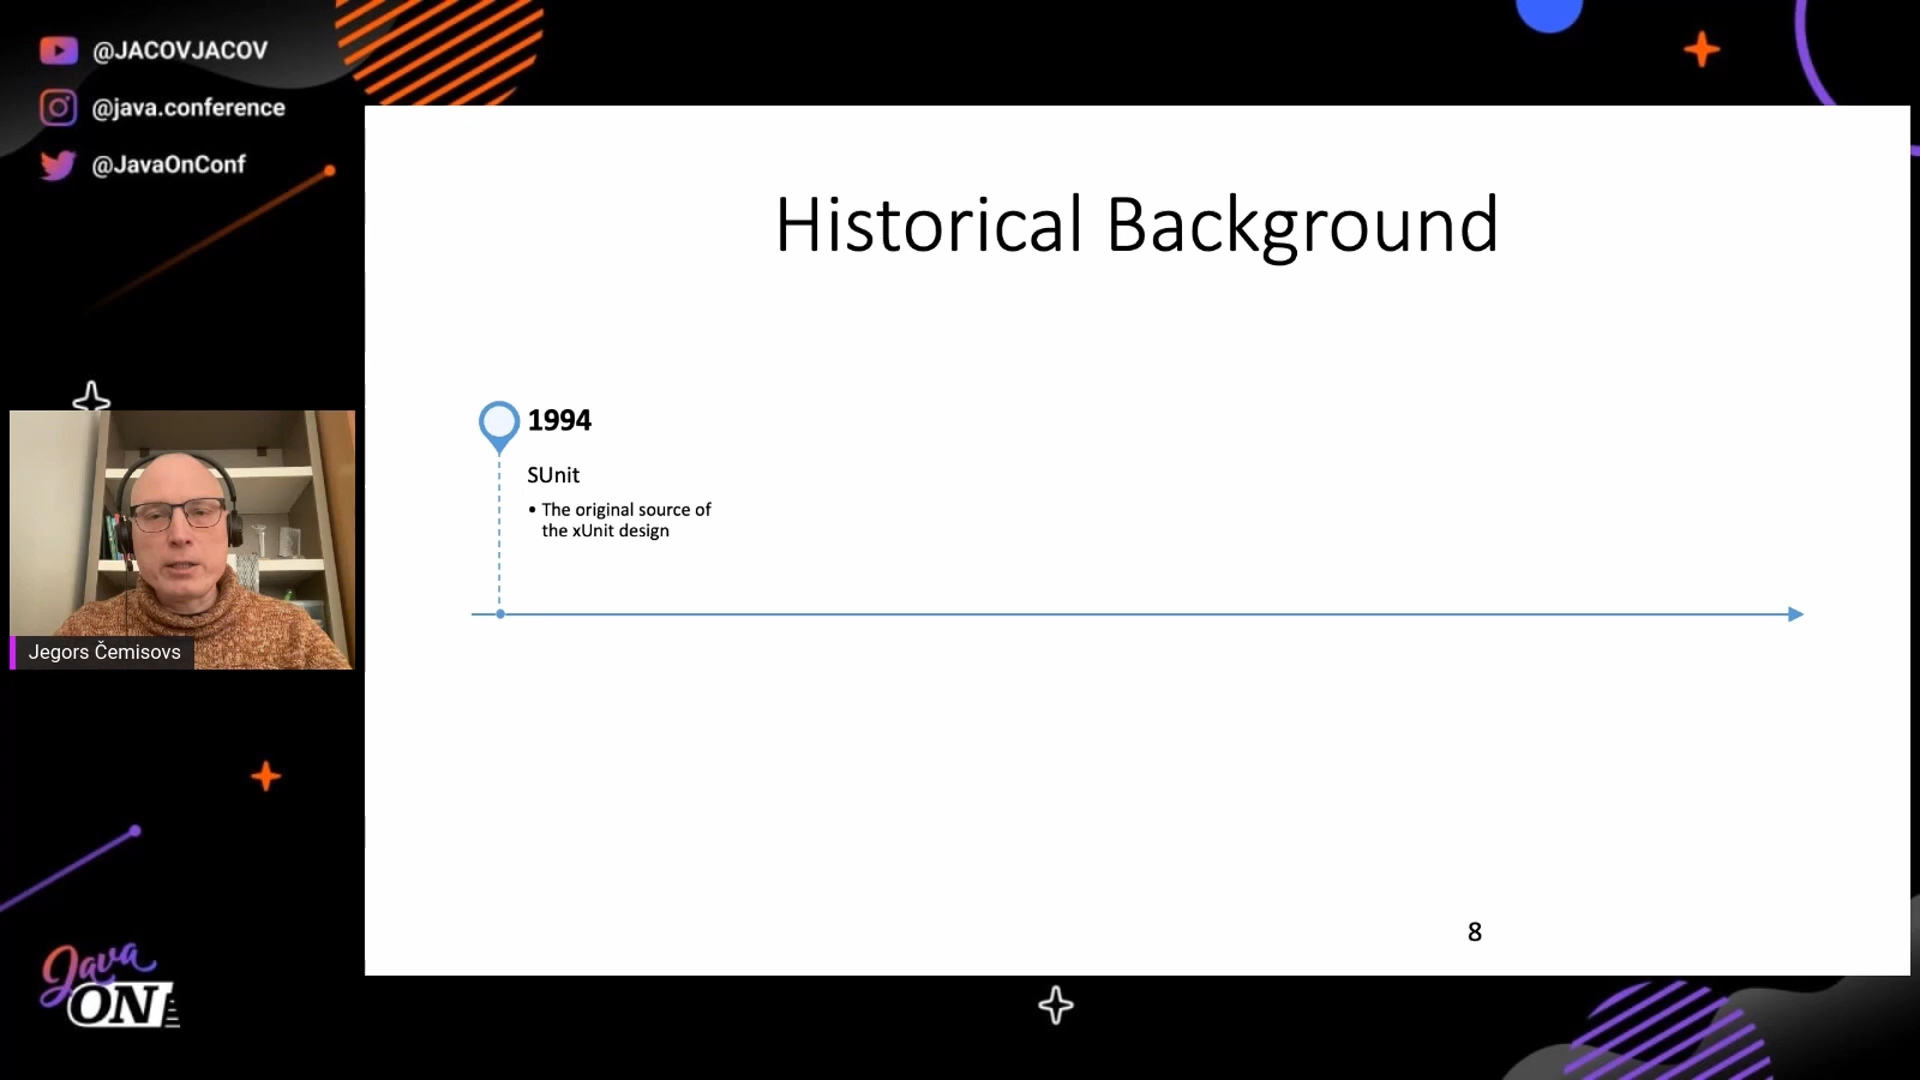 @JACOVJACOV
@java.conference
@JavaOnConf
Historical Background
1994
SUnit
• The original source of
the xUnit design
Jegors Čemisovs
8
Java
ON